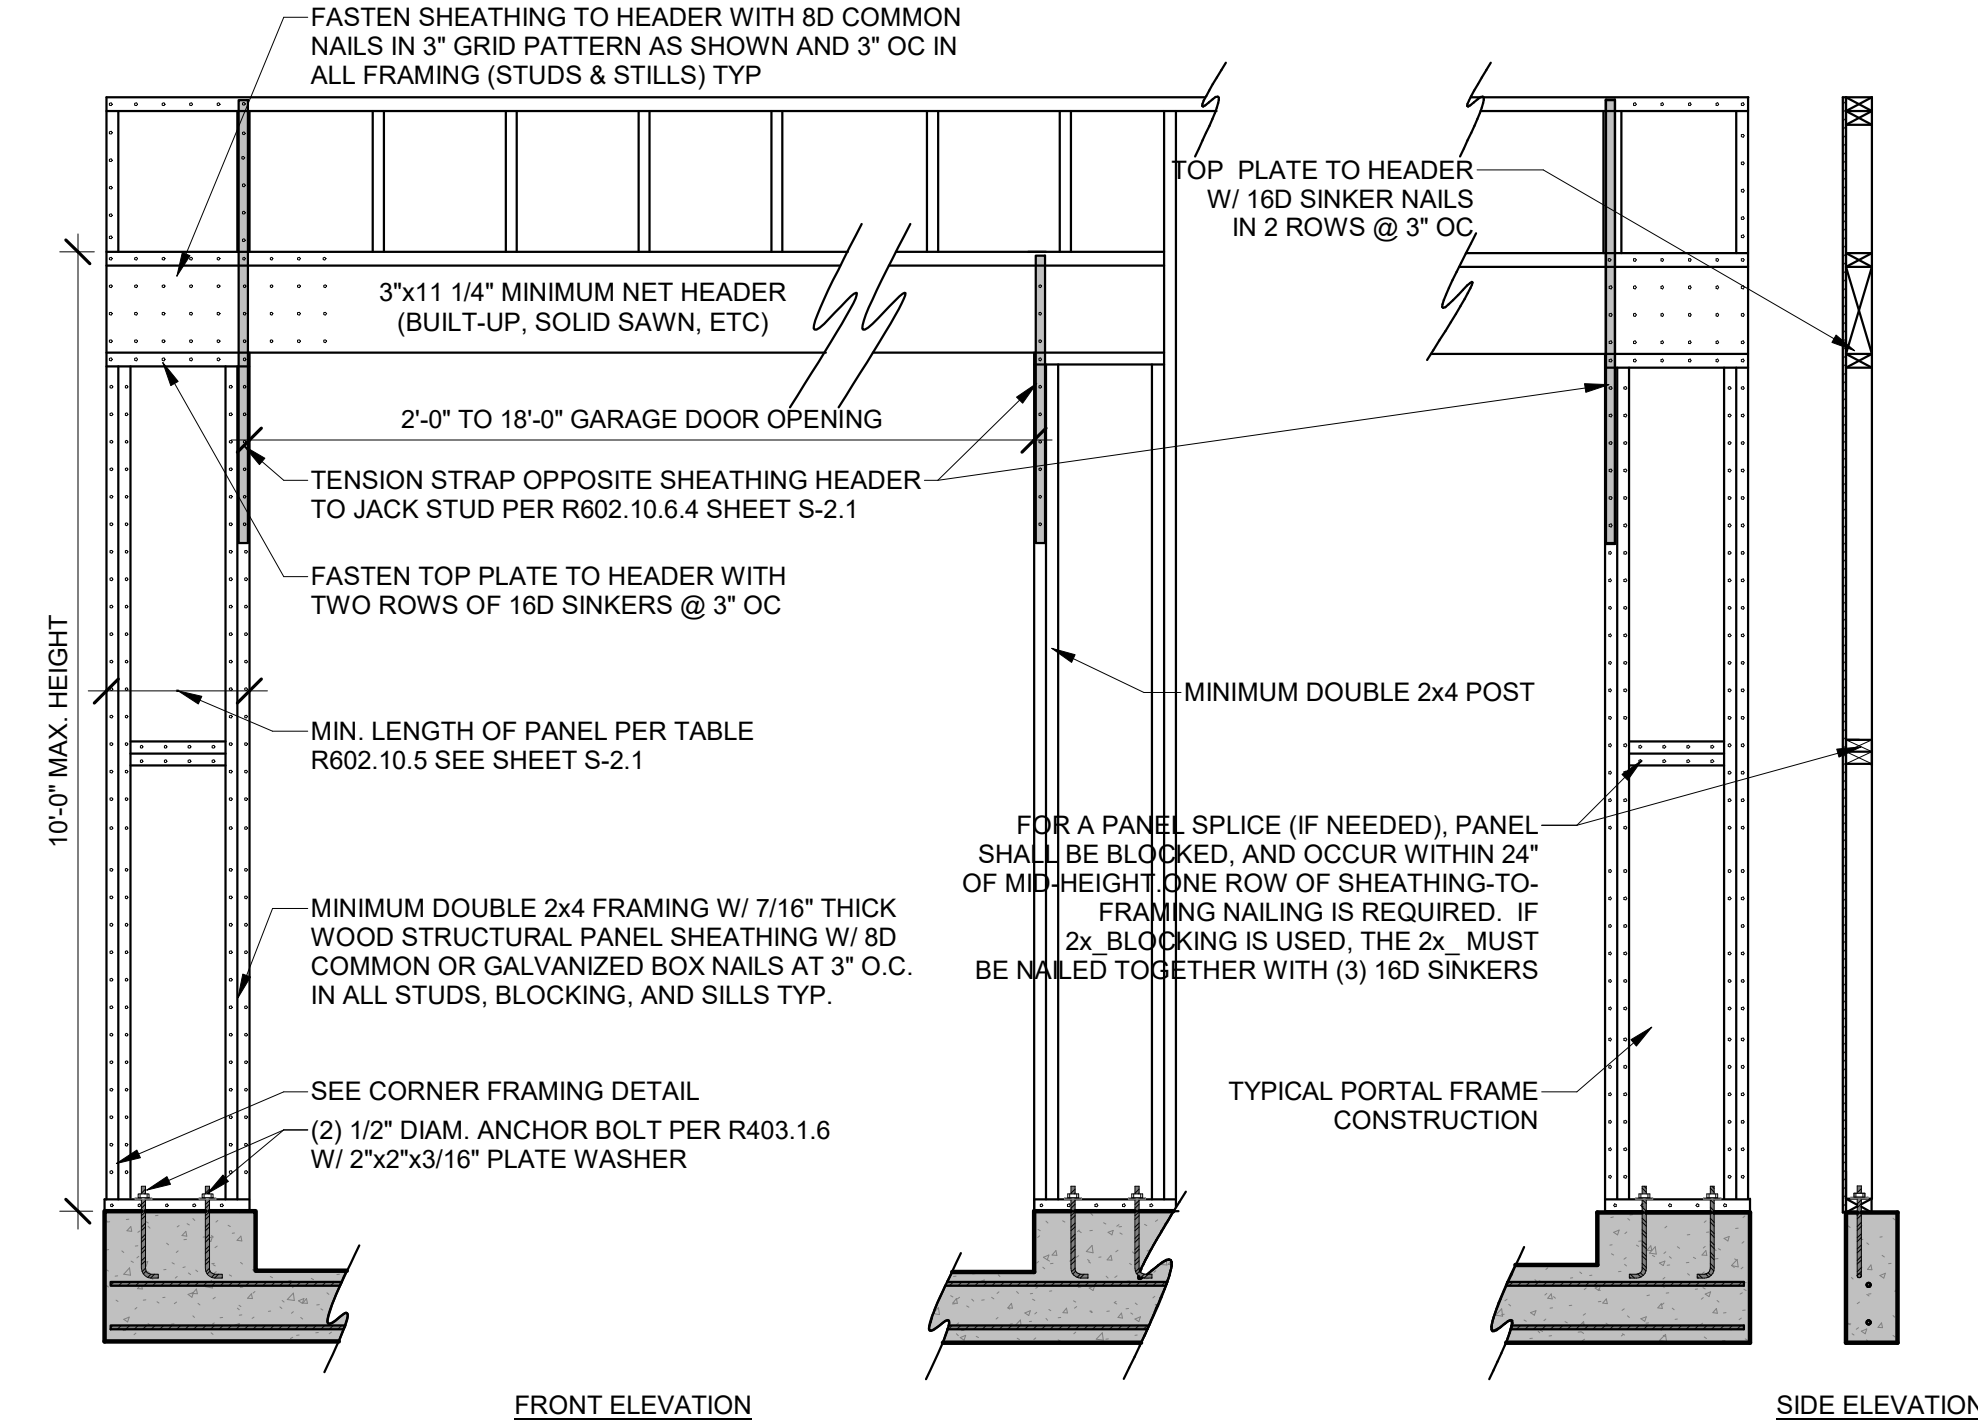 FASTEN SHEATHING TO HEADER WITH 8D COMMON
NAILS IN 3" GRID PATTERN AS SHOWN AND 3" OC IN
ALL FRAMING (STUDS & STILLS) TYP
TOP PLATE TO HEADER
W/ 16D SINKER NAILS
IN 2 ROWS @ 3" OC
3"x11 1/4" MINIMUM NET HEADER
(BUILT-UP, SOLID SAWN, ETC)
2'-0" TO 18'-0" GARAGE DOOR OPENING
TENSION STRAP OPPOSITE SHEATHING HEADER
TO JACK STUD PER R602.10.6.4 SHEET S-2.1
FASTEN TOP PLATE TO HEADER WITH
TWO ROWS OF 16D SINKERS @ 3" OC
10'-0" MAX. HEIGHT
MINIMUM DOUBLE 2x4 POST
MIN. LENGTH OF PANEL PER TABLE
R602.10.5 SEE SHEET S-2.1
FOR A PANEL SPLICE (IF NEEDED), PANEL
SHALL BE BLOCKED, AND OCCUR WITHIN 24"
OF MID-HEIGHT.ONE ROW OF SHEATHING-TO-
FRAMING NAILING IS REQUIRED. IF
2x_BLOCKING IS USED, THE 2x_ MUST
BE NAILED TOGETHER WITH (3) 16D SINKERS
MINIMUM DOUBLE 2x4 FRAMING W/ 7/16" THICK
WOOD STRUCTURAL PANEL SHEATHING W/ 8D
COMMON OR GALVANIZED BOX NAILS AT 3" O.C.
IN ALL STUDS, BLOCKING, AND SILLS TYP.
SEE CORNER FRAMING DETAIL
(2) 1/2" DIAM. ANCHOR BOLT PER R403.1.6
W/ 2"x2"x3/16" PLATE WASHER
TYPICAL PORTAL FRAME
CONSTRUCTION
FRONT ELEVATION
SIDE ELEVATION